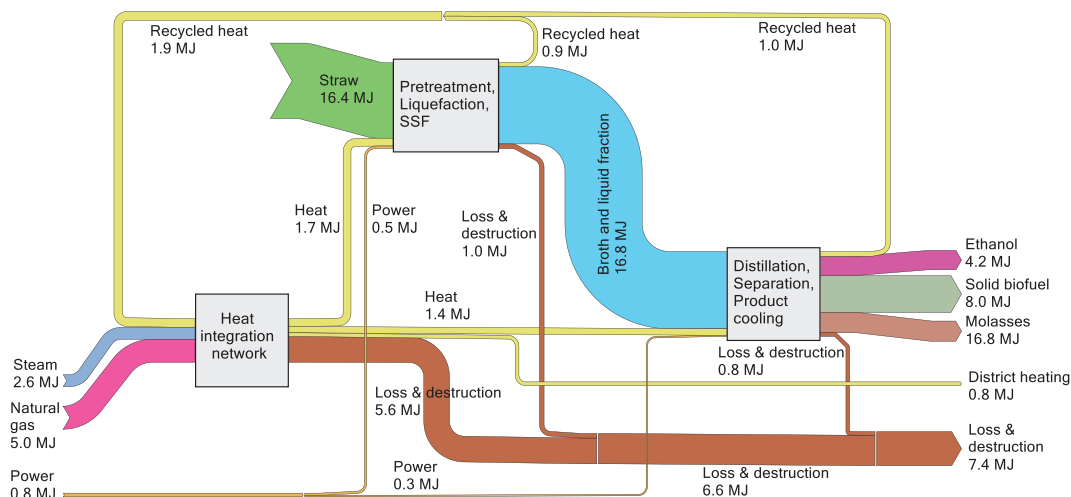 Recycled heat
1.9 MJ
Recycled heat
0.9 MJ
Recycled heat
1.0 MJ
Straw
16.4 MJ
Pretreatment,
Liquefaction,
SSF
Broth and liquid fraction
16.8 MJ
Heat
1.7 MJ
Power
0.5 MJ
Loss &
destruction
1.0 MJ
Ethanol
4.2 MJ
Distillation,
Separation,
Product
cooling
Solid biofuel
8.0 MJ
Molasses
16.8 MJ
Heat
1.4 MJ
Heat
integration
network
Loss & destruction
0.8 MJ
Steam
2.6 MJ
District heating
0.8 MJ
Loss & destruction
5.6 MJ
Natural
gas
5.0 MJ
Loss &
destruction
7.4 MJ
Power
0.3 MJ
Loss & destruction
6.6 MJ
Power
0.8 MJ